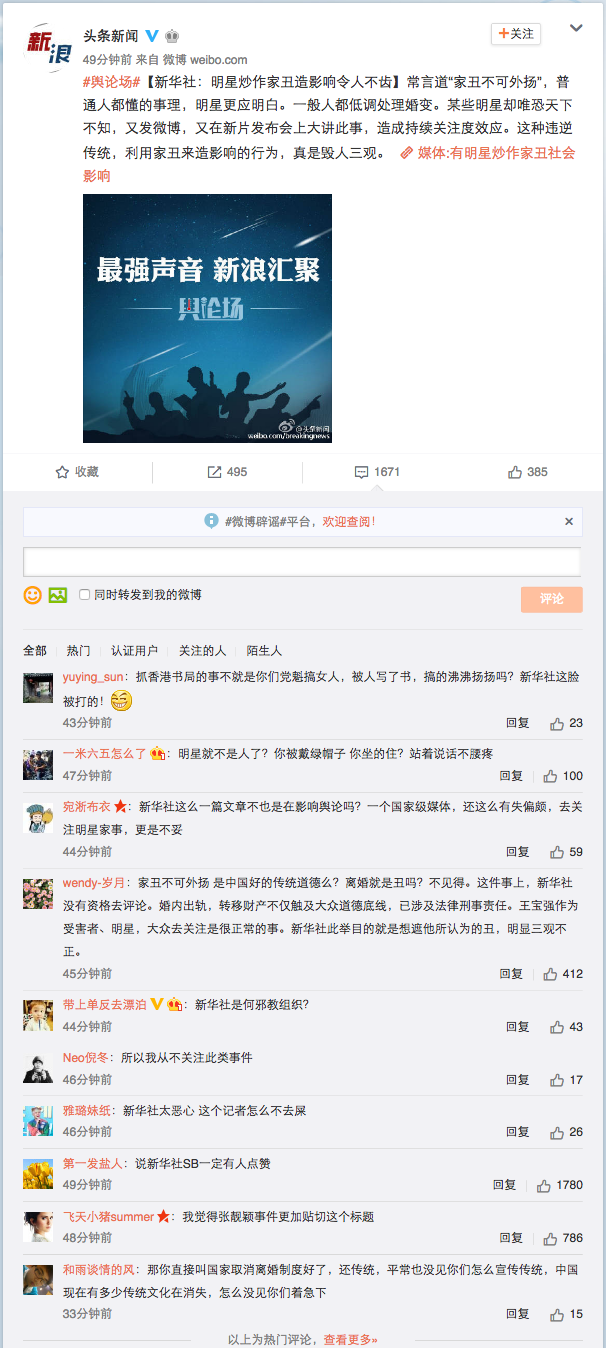 新浪
头条新闻
+关注
49分钟前 来自 微博 weibo.com
#舆论场#【新华社：明星炒作家丑造影响令人不齿】常言道“家丑不可外扬”，普
通人都懂的事理，明星更应明白。一般人都低调处理婚变。某些明星却唯恐天下
不知，又发微博，又在新片发布会上大讲此事，造成持续关注度效应。这种违逆
传统，利用家丑来造影响的行为，真是毁人三观。 媒体:有明星炒作家丑社会
影响
最强声音 新浪汇聚
舆论场
@头条新闻
weibo.com/breakingnews
收藏 495 1671 385
#微博辟谣#平台，欢迎查阅！ ×
同时转发到我的微博 评论
全部 热门 认证用户 关注的人 陌生人
yuying_sun：抓香港书局的事不就是你们党魁搞女人，被人写了书，搞的沸沸扬扬吗？新华社这脸
被打的！
43分钟前 回复 23
一米六五怎么了：明星就不是人了？你被戴绿帽子 你坐的住？站着说话不腰疼
47分钟前 回复 100
宛淅布衣：新华社这么一篇文章不也是在影响舆论吗？一个国家级媒体，还这么有失偏颇，去关
注明星家事，更是不妥
44分钟前 回复 59
wendy-岁月：家丑不可外扬 是中国好的传统道德么？离婚就是丑吗？不见得。这件事上，新华社
没有资格去评论。婚内出轨，转移财产不仅触及大众道德底线，已涉及法律刑事责任。王宝强作为
受害者、明星，大众去关注是很正常的事。新华社此举目的就是想遮他所认为的丑，明显三观不
正。
45分钟前 回复 412
带上单反去漂泊：新华社是何邪教组织？
44分钟前 回复 43
Neo倪冬：所以我从不关注此类事件
46分钟前 回复 17
雅璐妹纸：新华社太恶心 这个记者怎么不去屎
46分钟前 回复 26
第一发盐人：说新华社SB一定有人点赞
49分钟前 回复 1780
飞天小猪summer：我觉得张靓颖事件更加贴切这个标题
48分钟前 回复 786
和雨谈情的风：那你直接叫国家取消离婚制度好了，还传统，平常也没见你们怎么宣传传统，中国
现在有多少传统文化在消失，怎么没见你们着急下
33分钟前 回复 15
以上为热门评论，查看更多»